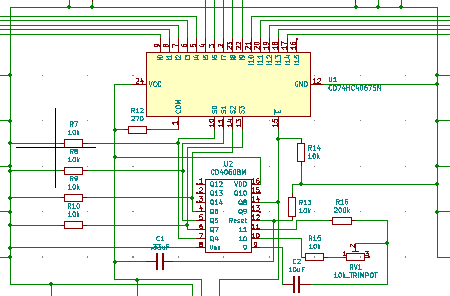 9 8 7 6 5 4 3 2 23 22 21 20 19 18 17 16
I0 I1 I2 I3 I4 I5 I6 I7 I8 I9 I10 I11 I12 I13 I14 I15
24 VCC GND 12
U1
CD74HC4067SM
COM S0 S1 S2 S3 E
1 10 11 14 13 15
R12
270
R7
10k
R8
10k
R9
10k
R10
10k
R14
10k
U2
CD4060BM
1 Q12 VDD 16
2 Q13 Q10 15
3 Q14 Q8 14
4 Q6 Q9 13
5 Q5 Reset 12
6 Q7 11
7 Q4 10
8 Vss 9
R13
10k
R16
200k
R15
10k
RV1
10k_TRIMPOT
C1
.33uF
C2
10uF